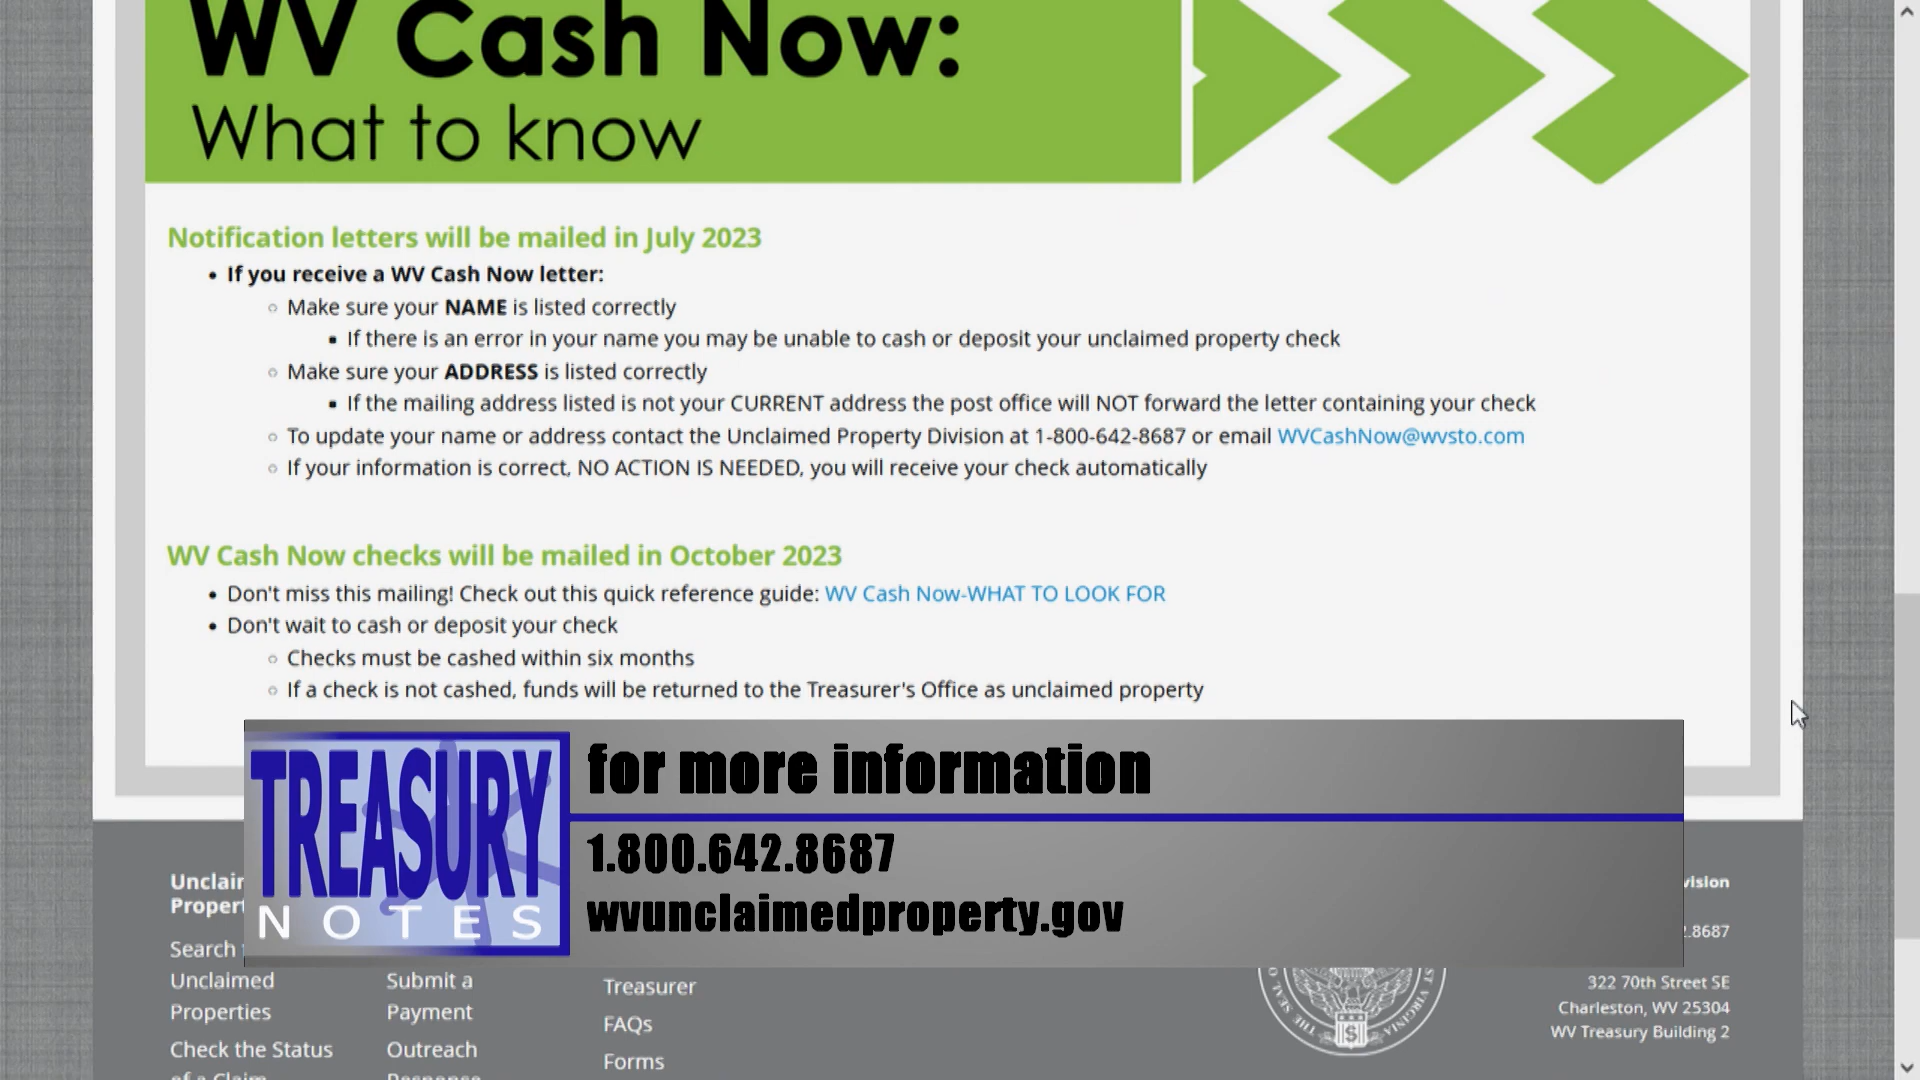 WV Cash Now:
What to know
Notification letters will be mailed in July 2023
• If you receive a WV Cash Now letter:
○ Make sure your NAME is listed correctly
▪ If there is an error in your name you may be unable to cash or deposit your unclaimed property check
○ Make sure your ADDRESS is listed correctly
▪ If the mailing address listed is not your CURRENT address the post office will NOT forward the letter containing your check
○ To update your name or address contact the Unclaimed Property Division at 1-800-642-8687 or email WVCashNow@wvsto.com
○ If your information is correct, NO ACTION IS NEEDED, you will receive your check automatically
WV Cash Now checks will be mailed in October 2023
• Don't miss this mailing! Check out this quick reference guide: WV Cash Now-WHAT TO LOOK FOR
• Don't wait to cash or deposit your check
○ Checks must be cashed within six months
○ If a check is not cashed, funds will be returned to the Treasurer's Office as unclaimed property
TREASURY
NOTES
for more information
1.800.642.8687
wvunclaimedproperty.gov
Search
Unclaimed
Properties
Check the Status
of a Claim
Submit a
Payment
Outreach
Treasurer
FAQs
Forms
.8687
322 70th Street SE
Charleston, WV 25304
WV Treasury Building 2